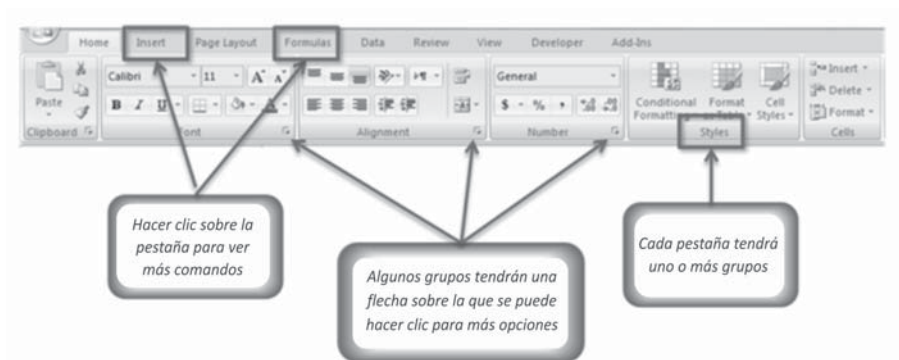 Home Insert Page Layout Formulas Data Review View Developer Add-Ins
Calibri 11 General Insert
Paste B I U $ % , Conditional Format Cell Delete
Formatting as Table Styles Format
Clipboard Font Alignment Number Styles Cells
Hacer clic sobre la
pestaña para ver
más comandos
Algunos grupos tendrán una
flecha sobre la que se puede
hacer clic para más opciones
Cada pestaña tendrá
uno o más grupos